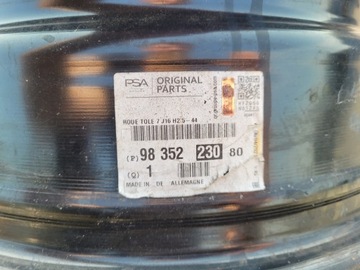 PSA
ORIGINAL
PARTS
ROUE TOLE 7 J16 H2.5 - 44
(P) 98 352 230 80
(Q) 1
MADE IN DE ALLEMAGNE